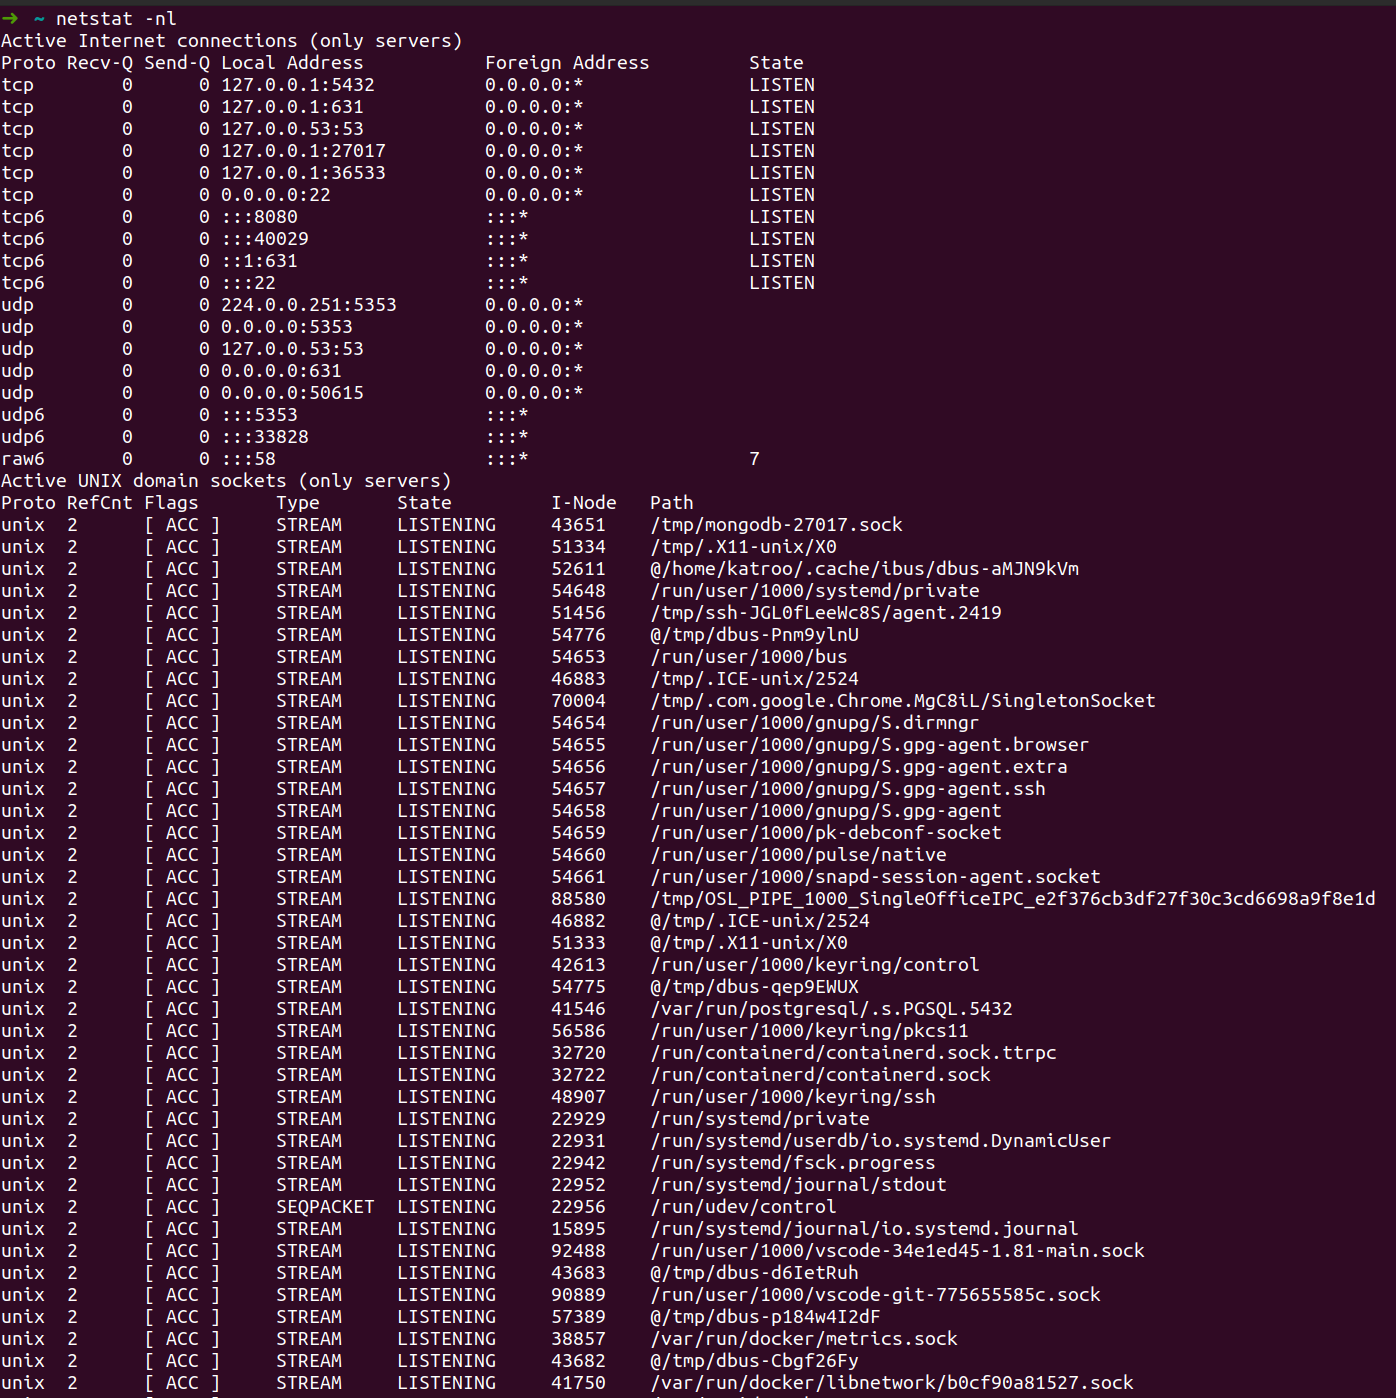 ➜ ~ netstat -nl
Active Internet connections (only servers)
Proto Recv-Q Send-Q Local Address           Foreign Address         State
tcp        0      0 127.0.0.1:5432          0.0.0.0:*               LISTEN
tcp        0      0 127.0.0.1:631           0.0.0.0:*               LISTEN
tcp        0      0 127.0.0.53:53           0.0.0.0:*               LISTEN
tcp        0      0 127.0.0.1:27017         0.0.0.0:*               LISTEN
tcp        0      0 127.0.0.1:36533         0.0.0.0:*               LISTEN
tcp        0      0 0.0.0.0:22              0.0.0.0:*               LISTEN
tcp6       0      0 :::8080                 :::*                    LISTEN
tcp6       0      0 :::40029                :::*                    LISTEN
tcp6       0      0 ::1:631                 :::*                    LISTEN
tcp6       0      0 :::22                   :::*                    LISTEN
udp        0      0 224.0.0.251:5353        0.0.0.0:*
udp        0      0 0.0.0.0:5353            0.0.0.0:*
udp        0      0 127.0.0.53:53           0.0.0.0:*
udp        0      0 0.0.0.0:631             0.0.0.0:*
udp        0      0 0.0.0.0:50615           0.0.0.0:*
udp6       0      0 :::5353                 :::*
udp6       0      0 :::33828                :::*
raw6       0      0 :::58                   :::*                    7
Active UNIX domain sockets (only servers)
Proto RefCnt Flags       Type       State         I-Node   Path
unix  2      [ ACC ]     STREAM     LISTENING     43651    /tmp/mongodb-27017.sock
unix  2      [ ACC ]     STREAM     LISTENING     51334    /tmp/.X11-unix/X0
unix  2      [ ACC ]     STREAM     LISTENING     52611    @/home/katroo/.cache/ibus/dbus-aMJN9kVm
unix  2      [ ACC ]     STREAM     LISTENING     54648    /run/user/1000/systemd/private
unix  2      [ ACC ]     STREAM     LISTENING     51456    /tmp/ssh-JGL0fLeeWc8S/agent.2419
unix  2      [ ACC ]     STREAM     LISTENING     54776    @/tmp/dbus-Pnm9ylnU
unix  2      [ ACC ]     STREAM     LISTENING     54653    /run/user/1000/bus
unix  2      [ ACC ]     STREAM     LISTENING     46883    /tmp/.ICE-unix/2524
unix  2      [ ACC ]     STREAM     LISTENING     70004    /tmp/.com.google.Chrome.MgC8iL/SingletonSocket
unix  2      [ ACC ]     STREAM     LISTENING     54654    /run/user/1000/gnupg/S.dirmngr
unix  2      [ ACC ]     STREAM     LISTENING     54655    /run/user/1000/gnupg/S.gpg-agent.browser
unix  2      [ ACC ]     STREAM     LISTENING     54656    /run/user/1000/gnupg/S.gpg-agent.extra
unix  2      [ ACC ]     STREAM     LISTENING     54657    /run/user/1000/gnupg/S.gpg-agent.ssh
unix  2      [ ACC ]     STREAM     LISTENING     54658    /run/user/1000/gnupg/S.gpg-agent
unix  2      [ ACC ]     STREAM     LISTENING     54659    /run/user/1000/pk-debconf-socket
unix  2      [ ACC ]     STREAM     LISTENING     54660    /run/user/1000/pulse/native
unix  2      [ ACC ]     STREAM     LISTENING     54661    /run/user/1000/snapd-session-agent.socket
unix  2      [ ACC ]     STREAM     LISTENING     88580    /tmp/OSL_PIPE_1000_SingleOfficeIPC_e2f376cb3df27f30c3cd6698a9f8e1d
unix  2      [ ACC ]     STREAM     LISTENING     46882    @/tmp/.ICE-unix/2524
unix  2      [ ACC ]     STREAM     LISTENING     51333    @/tmp/.X11-unix/X0
unix  2      [ ACC ]     STREAM     LISTENING     42613    /run/user/1000/keyring/control
unix  2      [ ACC ]     STREAM     LISTENING     54775    @/tmp/dbus-qep9EWUX
unix  2      [ ACC ]     STREAM     LISTENING     41546    /var/run/postgresql/.s.PGSQL.5432
unix  2      [ ACC ]     STREAM     LISTENING     56586    /run/user/1000/keyring/pkcs11
unix  2      [ ACC ]     STREAM     LISTENING     32720    /run/containerd/containerd.sock.ttrpc
unix  2      [ ACC ]     STREAM     LISTENING     32722    /run/containerd/containerd.sock
unix  2      [ ACC ]     STREAM     LISTENING     48907    /run/user/1000/keyring/ssh
unix  2      [ ACC ]     STREAM     LISTENING     22929    /run/systemd/private
unix  2      [ ACC ]     STREAM     LISTENING     22931    /run/systemd/userdb/io.systemd.DynamicUser
unix  2      [ ACC ]     STREAM     LISTENING     22942    /run/systemd/fsck.progress
unix  2      [ ACC ]     STREAM     LISTENING     22952    /run/systemd/journal/stdout
unix  2      [ ACC ]     SEQPACKET  LISTENING     22956    /run/udev/control
unix  2      [ ACC ]     STREAM     LISTENING     15895    /run/systemd/journal/io.systemd.journal
unix  2      [ ACC ]     STREAM     LISTENING     92488    /run/user/1000/vscode-34e1ed45-1.81-main.sock
unix  2      [ ACC ]     STREAM     LISTENING     43683    @/tmp/dbus-d6IetRuh
unix  2      [ ACC ]     STREAM     LISTENING     90889    /run/user/1000/vscode-git-775655585c.sock
unix  2      [ ACC ]     STREAM     LISTENING     57389    @/tmp/dbus-p184w4I2dF
unix  2      [ ACC ]     STREAM     LISTENING     38857    /var/run/docker/metrics.sock
unix  2      [ ACC ]     STREAM     LISTENING     43682    @/tmp/dbus-Cbgf26Fy
unix  2      [ ACC ]     STREAM     LISTENING     41750    /var/run/docker/libnetwork/b0cf90a81527.sock